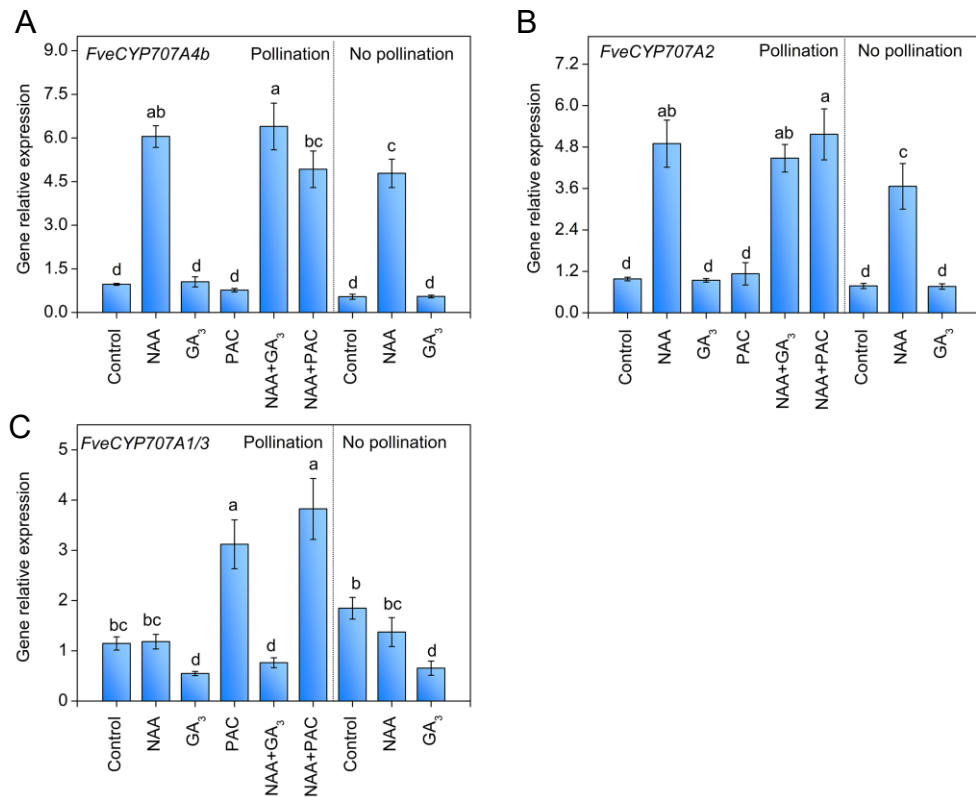 A
FveCYP707A4b Pollination No pollination
Gene relative expression
9.0
7.5
6.0
4.5
3.0
1.5
0.0
d ab d d a bc d c d
Control NAA GA₃ PAC NAA+GA₃ NAA+PAC Control NAA GA₃
B
FveCYP707A2 Pollination No pollination
Gene relative expression
7.2
6.0
4.8
3.6
2.4
1.2
0.0
d ab d d ab a d c d
Control NAA GA₃ PAC NAA+GA₃ NAA+PAC Control NAA GA₃
C
FveCYP707A1/3 Pollination No pollination
Gene relative expression
5
4
3
2
1
0
bc bc d a d a b bc d
Control NAA GA₃ PAC NAA+GA₃ NAA+PAC Control NAA GA₃